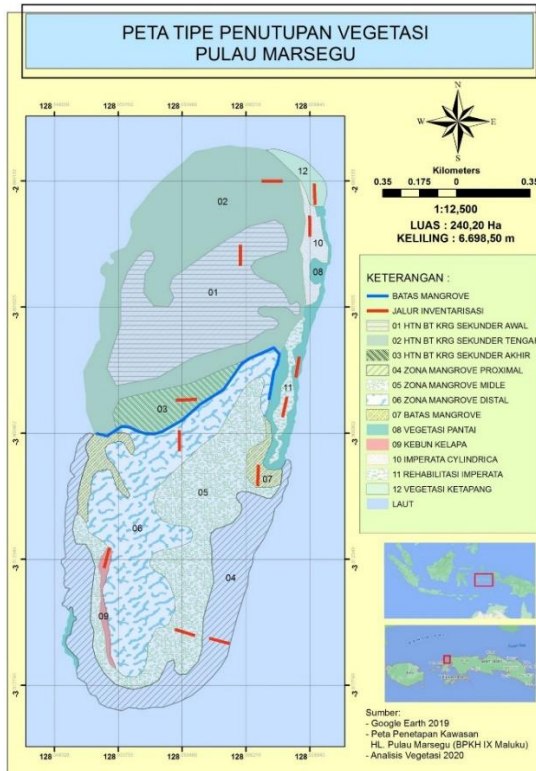 PETA TIPE PENUTUPAN VEGETASI
PULAU MARSEGU
N
W E
S
Kilometers
0.35 0.175 0 0.35
1:12,500
LUAS : 240,20 Ha
KELILING : 6.698,50 m
KETERANGAN :
BATAS MANGROVE
JALUR INVENTARISASI
01 HTN BT KRG SEKUNDER AWAL
02 HTN BT KRG SEKUNDER TENGAH
03 HTN BT KRG SEKUNDER AKHIR
04 ZONA MANGROVE PROXIMAL
05 ZONA MANGROVE MIDLE
06 ZONA MANGROVE DISTAL
07 BATAS MANGROVE
08 VEGETASI PANTAI
09 KEBUN KELAPA
10 IMPERATA CYLINDRICA
11 REHABILITASI IMPERATA
12 VEGETASI KETAPANG
LAUT
128 128 128 128 128
12
02
10
08
01
11
03
07
05
06
04
09
128 128 128 128 128
Sumber:
- Google Earth 2019
- Peta Penetapan Kawasan
HL. Pulau Marsegu (BPKH IX Maluku)
- Analisis Vegetasi 2020